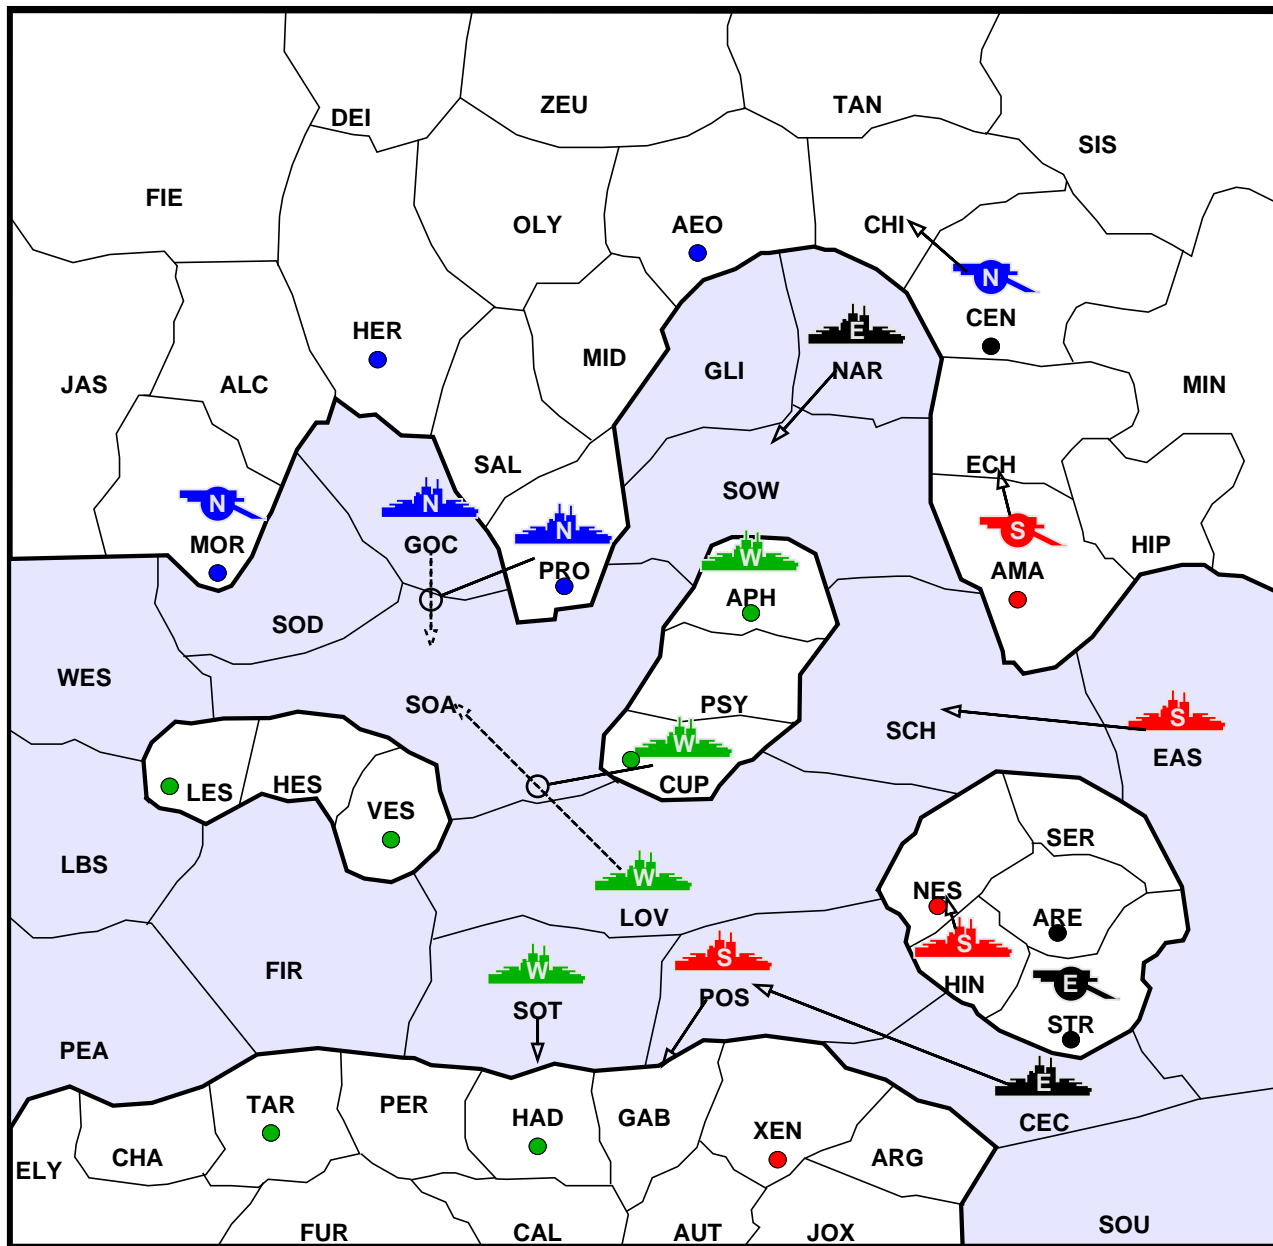 DEI
ZEU
TAN
SIS
FIE
OLY
AEO
CHI
N
CEN
HER
E
NAR
JAS
ALC
MID
GLI
MIN
SAL
ECH
SOW
N
MOR
N
GOC
N
PRO
S
AMA
HIP
W
APH
SOD
WES
SOA
PSY
SCH
S
EAS
W
CUP
LES
HES
VES
SER
LBS
W
LOV
NES
ARE
FIR
W
SOT
S
POS
S
HIN
E
STR
PEA
E
CEC
TAR
PER
HAD
GAB
XEN
ELY
CHA
ARG
FUR
CAL
AUT
JOX
SOU